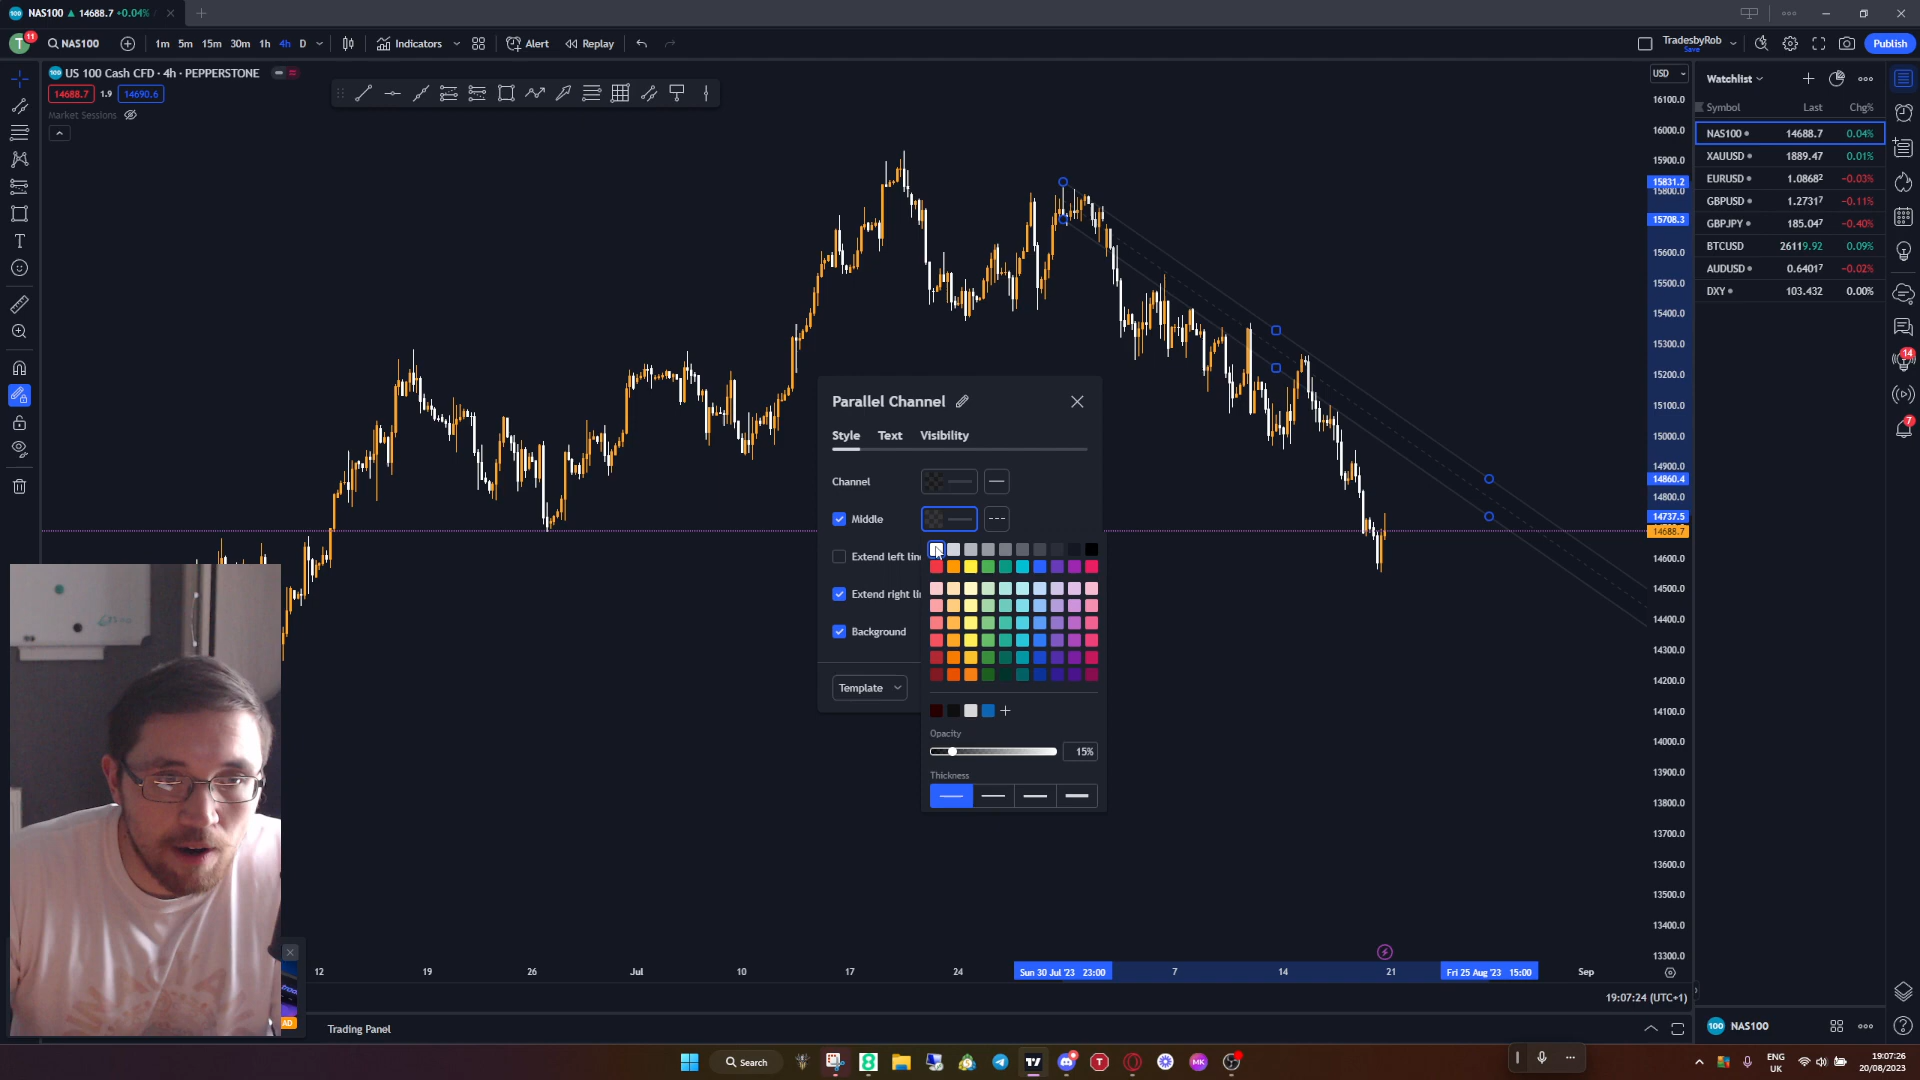 NAS100 ▲ 14688.7 +0.04%
T 11 NAS100 1m 5m 15m 30m 1h 4h D Indicators Alert Replay TradesbyRob Save Publish
US 100 Cash CFD · 4h · PEPPERSTONE
14688.7 1.9 14690.6
Market Sessions
USD
16100.0
16000.0
15900.0
15831.2
15800.0
15708.3
15600.0
15500.0
15400.0
15300.0
15200.0
15100.0
15000.0
14900.0
14860.4
14800.0
14737.5
14688.7
14600.0
14500.0
14400.0
14300.0
14200.0
14100.0
14000.0
13900.0
13800.0
13700.0
13600.0
13500.0
13400.0
13300.0
Watchlist
Symbol Last Chg%
NAS100 14688.7 0.04%
XAUUSD 1889.47 0.01%
EURUSD 1.0868² −0.03%
GBPUSD 1.2731⁷ −0.11%
GBPJPY 185.04⁷ −0.40%
BTCUSD 26119.92 0.09%
AUDUSD 0.6401⁷ −0.02%
DXY 103.432 0.00%
14
7
Parallel Channel
Style Text Visibility
Channel
Middle
Extend left line
Extend right li
Background
Template
Opacity
15%
Thickness
12 19 26 Jul 10 17 24 Sun 30 Jul '23 23:00 7 14 21 Fri 25 Aug '23 15:00 Sep
19:07:24 (UTC+1)
AD
Trading Panel
100 NAS100
Search
MK
ENG
UK
19:07:26
20/08/2023